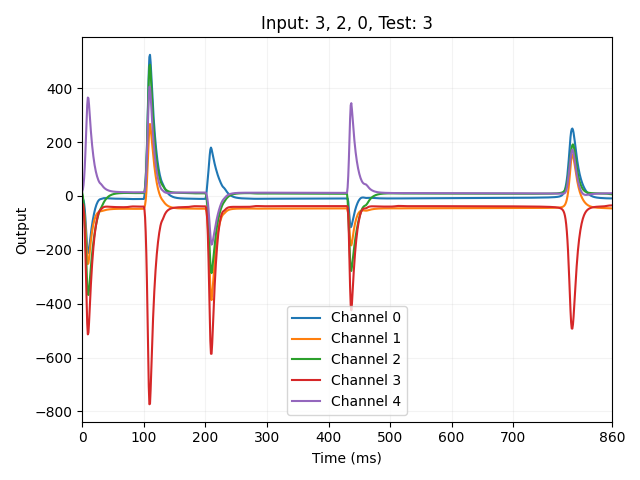 Input: 3, 2, 0, Test: 3
Output
400
200
0
−200
−400
−600
−800
Channel 0
Channel 1
Channel 2
Channel 3
Channel 4
0 100 200 300 400 500 600 700 860
Time (ms)